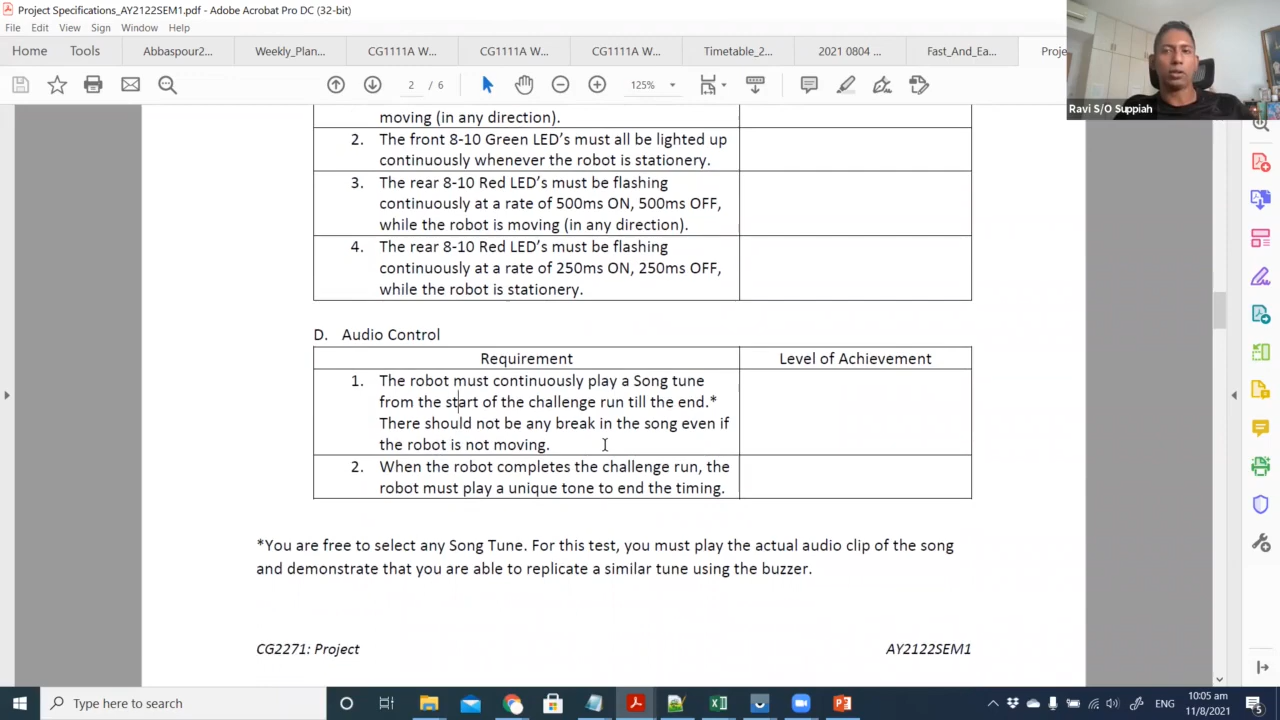 Project Specifications_AY2122SEM1.pdf - Adobe Acrobat Pro DC (32-bit)
File Edit View Sign Window Help
Home Tools Abbaspour2... Weekly_Plan... CG1111A W... CG1111A W... CG1111A W... Timetable_2... 2021 0804 ... Fast_And_Ea... Proje
2 / 6 125%
Ravi S/O Suppiah
moving (in any direction).
2. The front 8-10 Green LED's must all be lighted up
continuously whenever the robot is stationery.
3. The rear 8-10 Red LED's must be flashing
continuously at a rate of 500ms ON, 500ms OFF,
while the robot is moving (in any direction).
4. The rear 8-10 Red LED's must be flashing
continuously at a rate of 250ms ON, 250ms OFF,
while the robot is stationery.
D. Audio Control
Requirement Level of Achievement
1. The robot must continuously play a Song tune
from the start of the challenge run till the end.*
There should not be any break in the song even if
the robot is not moving.
2. When the robot completes the challenge run, the
robot must play a unique tone to end the timing.
*You are free to select any Song Tune. For this test, you must play the actual audio clip of the song
and demonstrate that you are able to replicate a similar tune using the buzzer.
CG2271: Project AY2122SEM1
Type here to search
ENG
10:05 am
11/8/2021
5